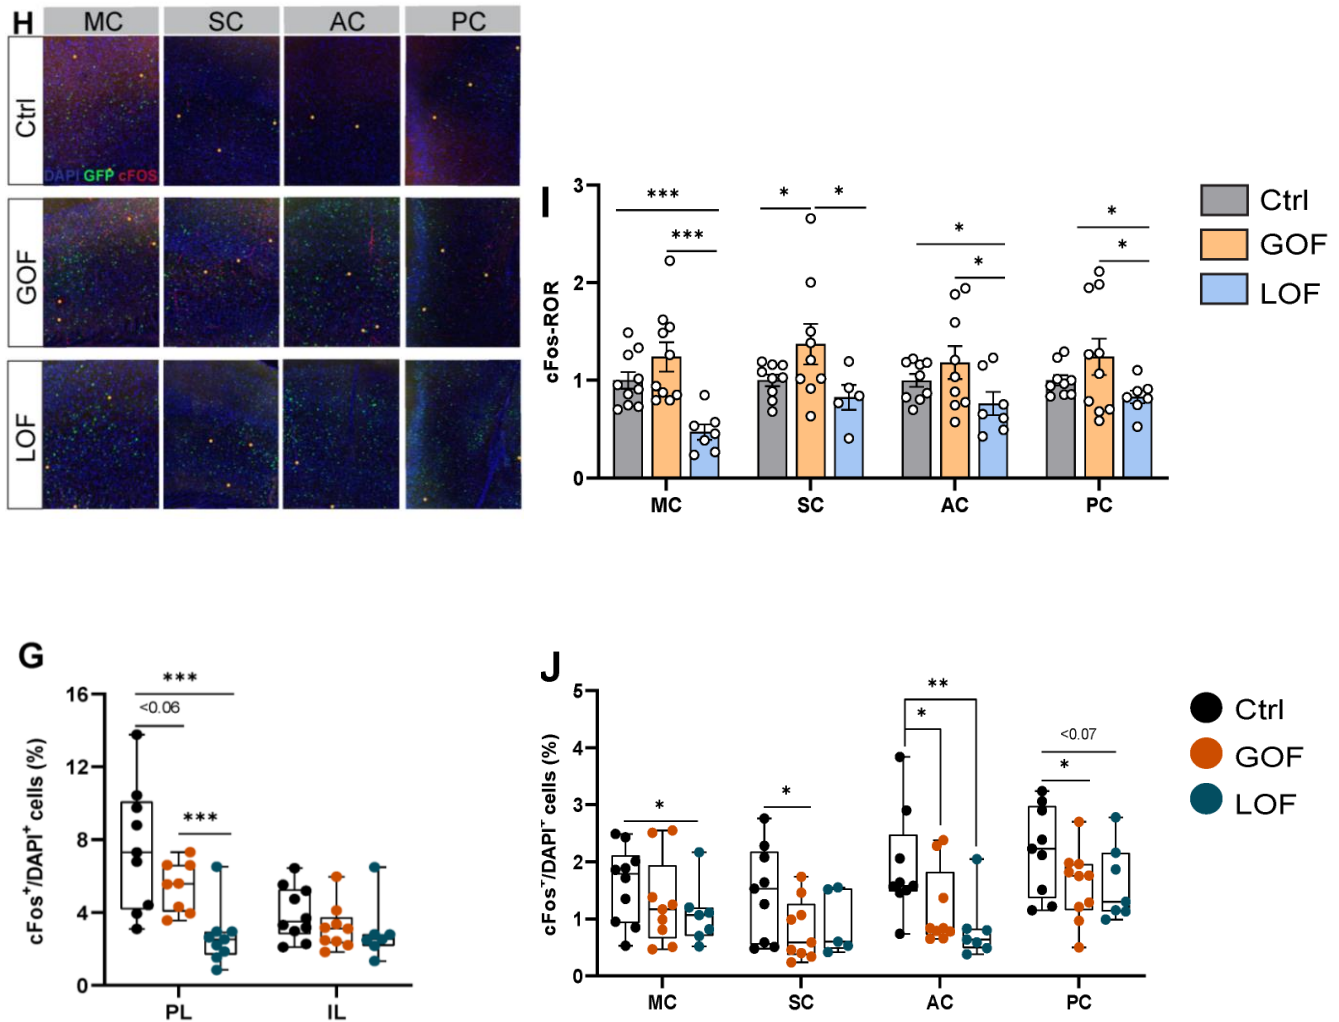 H
MC SC AC PC
Ctrl
DAPI GFP cFOS
GOF
LOF
I
cFos-ROR
3
2
1
0
*** *** * * * * * *
MC SC AC PC
Ctrl
GOF
LOF
G
cFos⁺/DAPI⁺ cells (%)
16
12
8
4
0
***
<0.06
***
PL IL
J
cFos⁺/DAPI⁺ cells (%)
5
4
3
2
1
0
* * * ** <0.07 *
MC SC AC PC
Ctrl
GOF
LOF